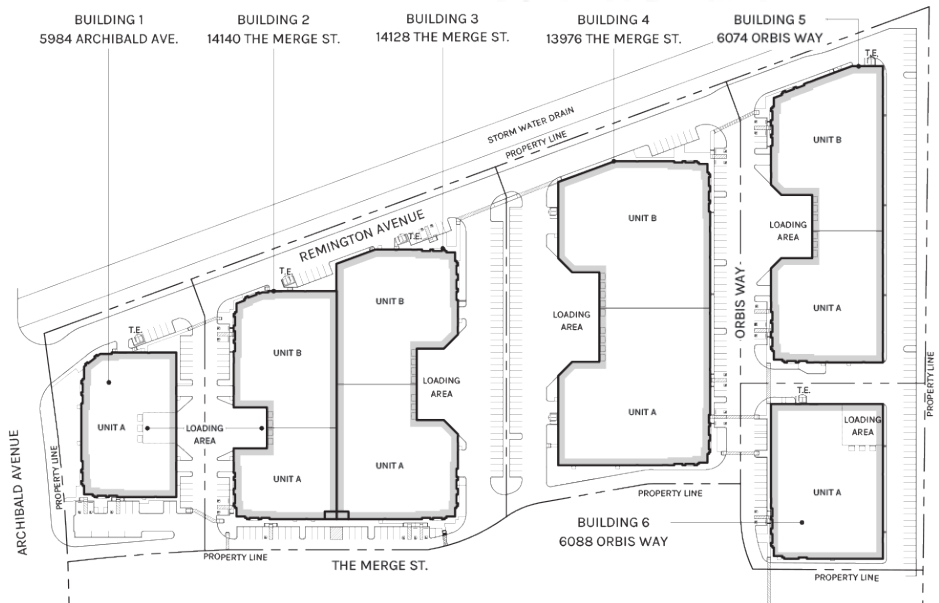 BUILDING 1
5984 ARCHIBALD AVE.
BUILDING 2
14140 THE MERGE ST.
BUILDING 3
14128 THE MERGE ST.
BUILDING 4
13976 THE MERGE ST.
BUILDING 5
6074 ORBIS WAY
T.E.
STORM WATER DRAIN
PROPERTY LINE
REMINGTON AVENUE
T.E.
T.E.
T.E.
UNIT B
UNIT B
UNIT B
UNIT B
LOADING
AREA
LOADING
AREA
LOADING
AREA
ORBIS WAY
UNIT A
PROPERTY LINE
UNIT A
LOADING
AREA
UNIT A
UNIT A
UNIT A
T.E.
LOADING
AREA
UNIT A
ARCHIBALD AVENUE
PROPERTY LINE
PROPERTY LINE
BUILDING 6
6088 ORBIS WAY
PROPERTY LINE
THE MERGE ST.
PROPERTY LINE